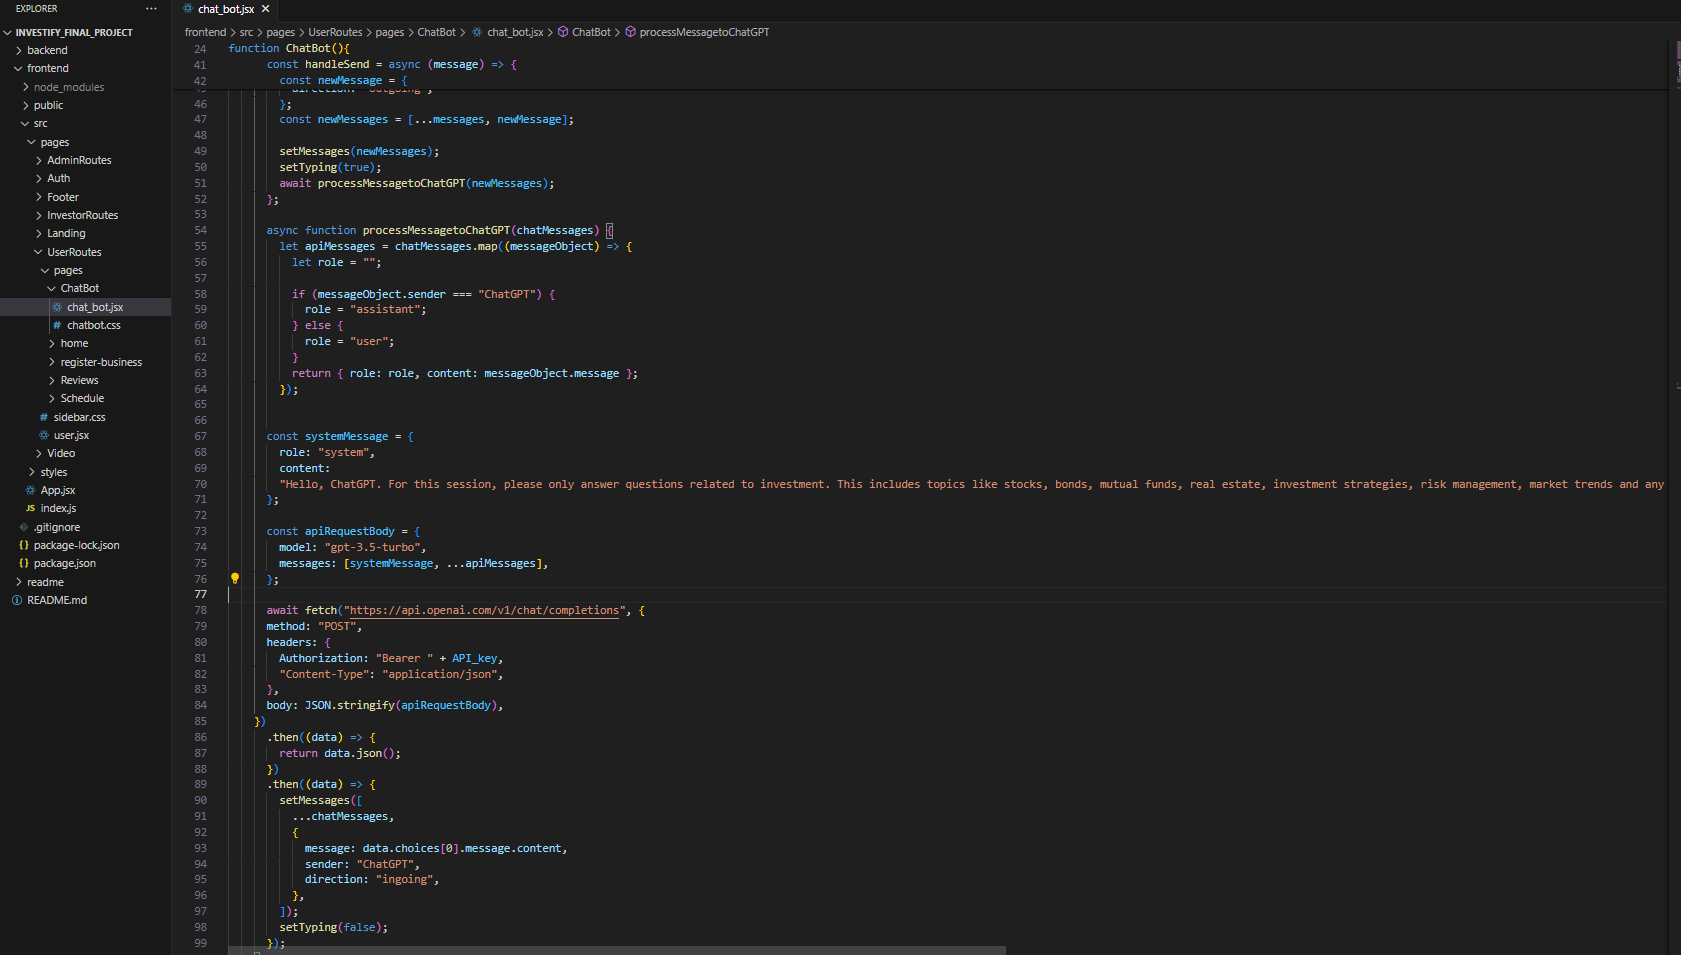 EXPLORER
···
INVESTIFY_FINAL_PROJECT
backend
frontend
node_modules
public
src
pages
AdminRoutes
Auth
Footer
InvestorRoutes
Landing
UserRoutes
pages
ChatBot
chat_bot.jsx
# chatbot.css
home
register-business
Reviews
Schedule
# sidebar.css
user.jsx
Video
styles
App.jsx
JS index.js
.gitignore
{} package-lock.json
{} package.json
readme
README.md
chat_bot.jsx ×
frontend > src > pages > UserRoutes > pages > ChatBot > chat_bot.jsx > ChatBot > processMessagetoChatGPT
24 function ChatBot(){
41 const handleSend = async (message) => {
42 const newMessage = {
45 direction: "outgoing",
46 };
47 const newMessages = [...messages, newMessage];
48
49 setMessages(newMessages);
50 setTyping(true);
51 await processMessagetoChatGPT(newMessages);
52 };
53
54 async function processMessagetoChatGPT(chatMessages) {
55 let apiMessages = chatMessages.map((messageObject) => {
56 let role = "";
57
58 if (messageObject.sender === "ChatGPT") {
59 role = "assistant";
60 } else {
61 role = "user";
62 }
63 return { role: role, content: messageObject.message };
64 });
65
66
67 const systemMessage = {
68 role: "system",
69 content:
70 "Hello, ChatGPT. For this session, please only answer questions related to investment. This includes topics like stocks, bonds, mutual funds, real estate, investment strategies, risk management, market trends and any
71 };
72
73 const apiRequestBody = {
74 model: "gpt-3.5-turbo",
75 messages: [systemMessage, ...apiMessages],
76 };
77
78 await fetch("https://api.openai.com/v1/chat/completions", {
79 method: "POST",
80 headers: {
81 Authorization: "Bearer " + API_key,
82 "Content-Type": "application/json",
83 },
84 body: JSON.stringify(apiRequestBody),
85 })
86 .then((data) => {
87 return data.json();
88 })
89 .then((data) => {
90 setMessages([
91 ...chatMessages,
92 {
93 message: data.choices[0].message.content,
94 sender: "ChatGPT",
95 direction: "ingoing",
96 },
97 ]);
98 setTyping(false);
99 });